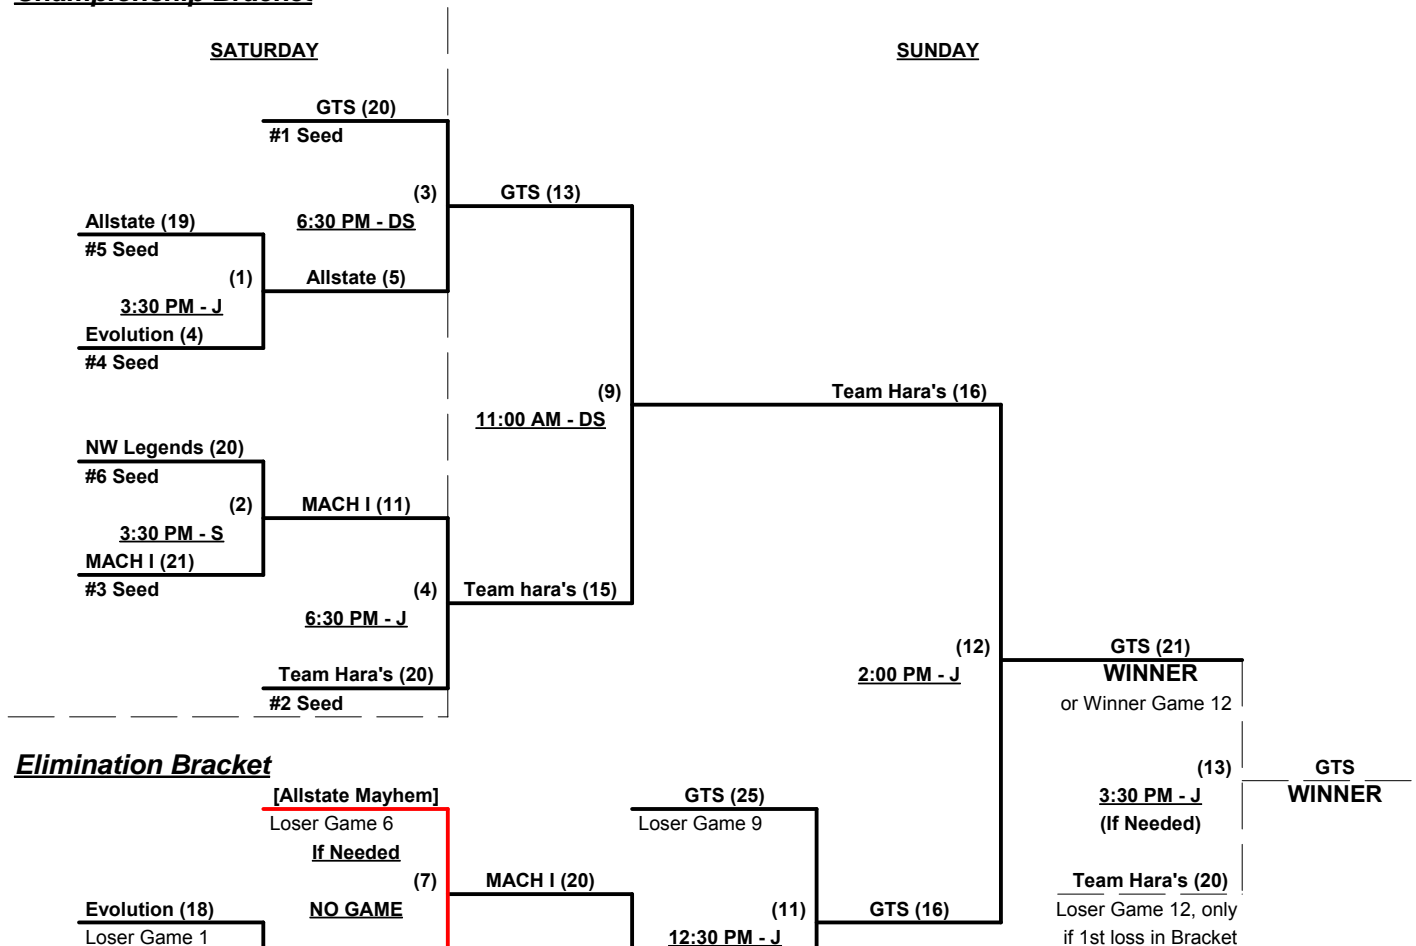 Championship Bracket
SATURDAY
SUNDAY
GTS (20)
#1 Seed
(3)
GTS (13)
Allstate (19)
6:30 PM - DS
#5 Seed
(1)
Allstate (5)
3:30 PM - J
Evolution (4)
#4 Seed
(9)
Team Hara's (16)
11:00 AM - DS
NW Legends (20)
#6 Seed
(2)
MACH I (11)
3:30 PM - S
MACH I (21)
#3 Seed
(4)
Team hara's (15)
6:30 PM - J
(12)
GTS (21)
Team Hara's (20)
2:00 PM - J
WINNER
#2 Seed
or Winner Game 12
Elimination Bracket
(13)
GTS
[Allstate Mayhem]
GTS (25)
3:30 PM - J
WINNER
Loser Game 6
Loser Game 9
(If Needed)
If Needed
(7)
MACH I (20)
Team Hara's (20)
Evolution (18)
NO GAME
(11)
GTS (16)
Loser Game 12, only
Loser Game 1
12:30 PM - J
if 1st loss in Bracket